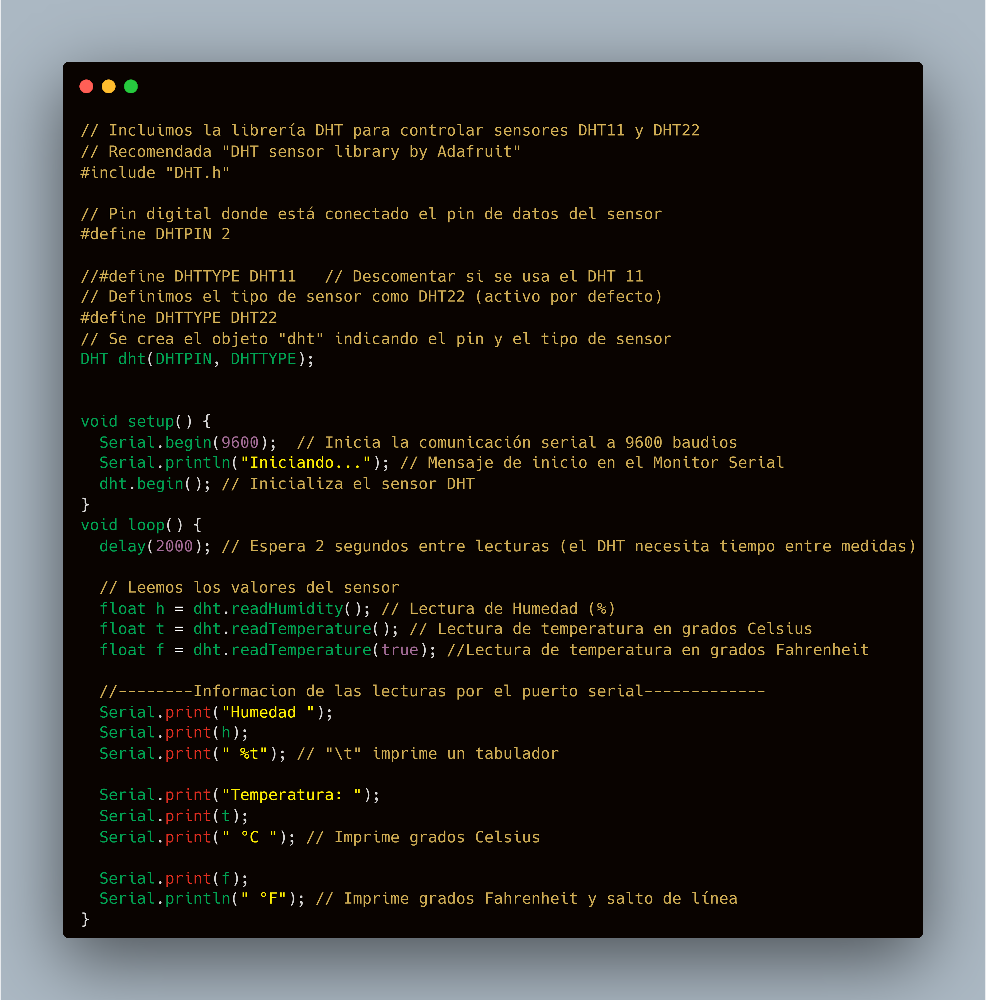 // Incluimos la librería DHT para controlar sensores DHT11 y DHT22
// Recomendada "DHT sensor library by Adafruit"
#include "DHT.h"

// Pin digital donde está conectado el pin de datos del sensor
#define DHTPIN 2

//#define DHTTYPE DHT11   // Descomentar si se usa el DHT 11
// Definimos el tipo de sensor como DHT22 (activo por defecto)
#define DHTTYPE DHT22
// Se crea el objeto "dht" indicando el pin y el tipo de sensor
DHT dht(DHTPIN, DHTTYPE);

void setup() {
  Serial.begin(9600);  // Inicia la comunicación serial a 9600 baudios
  Serial.println("Iniciando..."); // Mensaje de inicio en el Monitor Serial
  dht.begin(); // Inicializa el sensor DHT
}
void loop() {
  delay(2000); // Espera 2 segundos entre lecturas (el DHT necesita tiempo entre medidas)

  // Leemos los valores del sensor
  float h = dht.readHumidity(); // Lectura de Humedad (%)
  float t = dht.readTemperature(); // Lectura de temperatura en grados Celsius
  float f = dht.readTemperature(true); //Lectura de temperatura en grados Fahrenheit

  //--------Informacion de las lecturas por el puerto serial-------------
  Serial.print("Humedad ");
  Serial.print(h);
  Serial.print(" %t"); // "\t" imprime un tabulador

  Serial.print("Temperatura: ");
  Serial.print(t);
  Serial.print(" °C "); // Imprime grados Celsius

  Serial.print(f);
  Serial.println(" °F"); // Imprime grados Fahrenheit y salto de línea
}